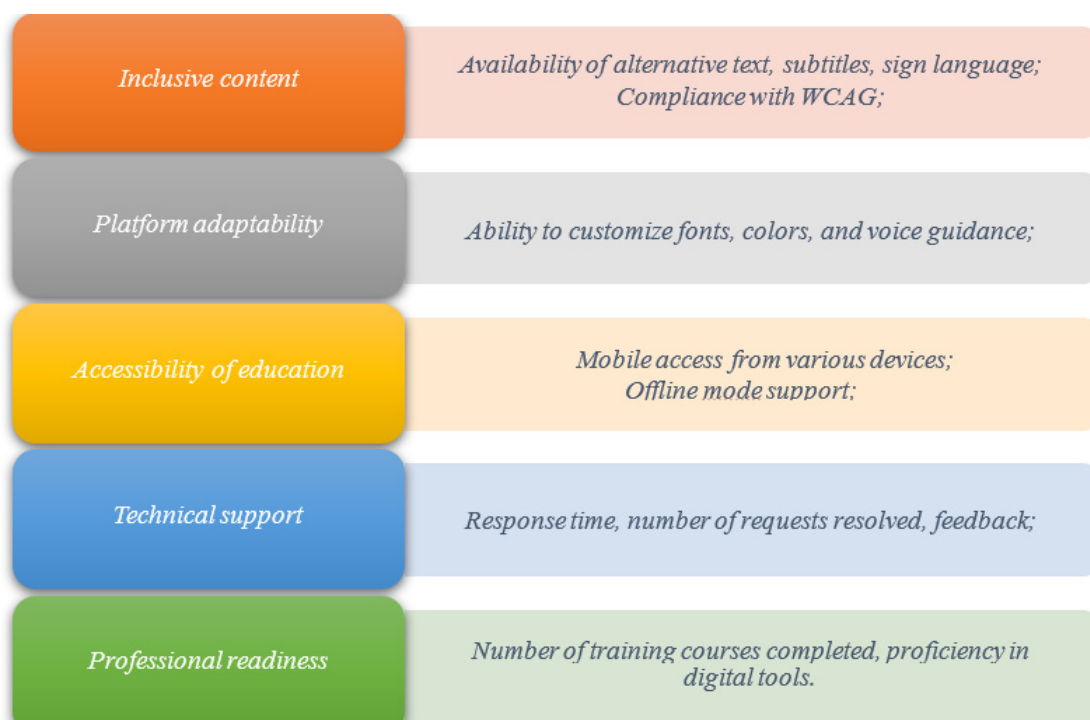 Inclusive content
Availability of alternative text, subtitles, sign language;
Compliance with WCAG;
Platform adaptability
Ability to customize fonts, colors, and voice guidance;
Accessibility of education
Mobile access from various devices;
Offline mode support;
Technical support
Response time, number of requests resolved, feedback;
Professional readiness
Number of training courses completed, proficiency in
digital tools.